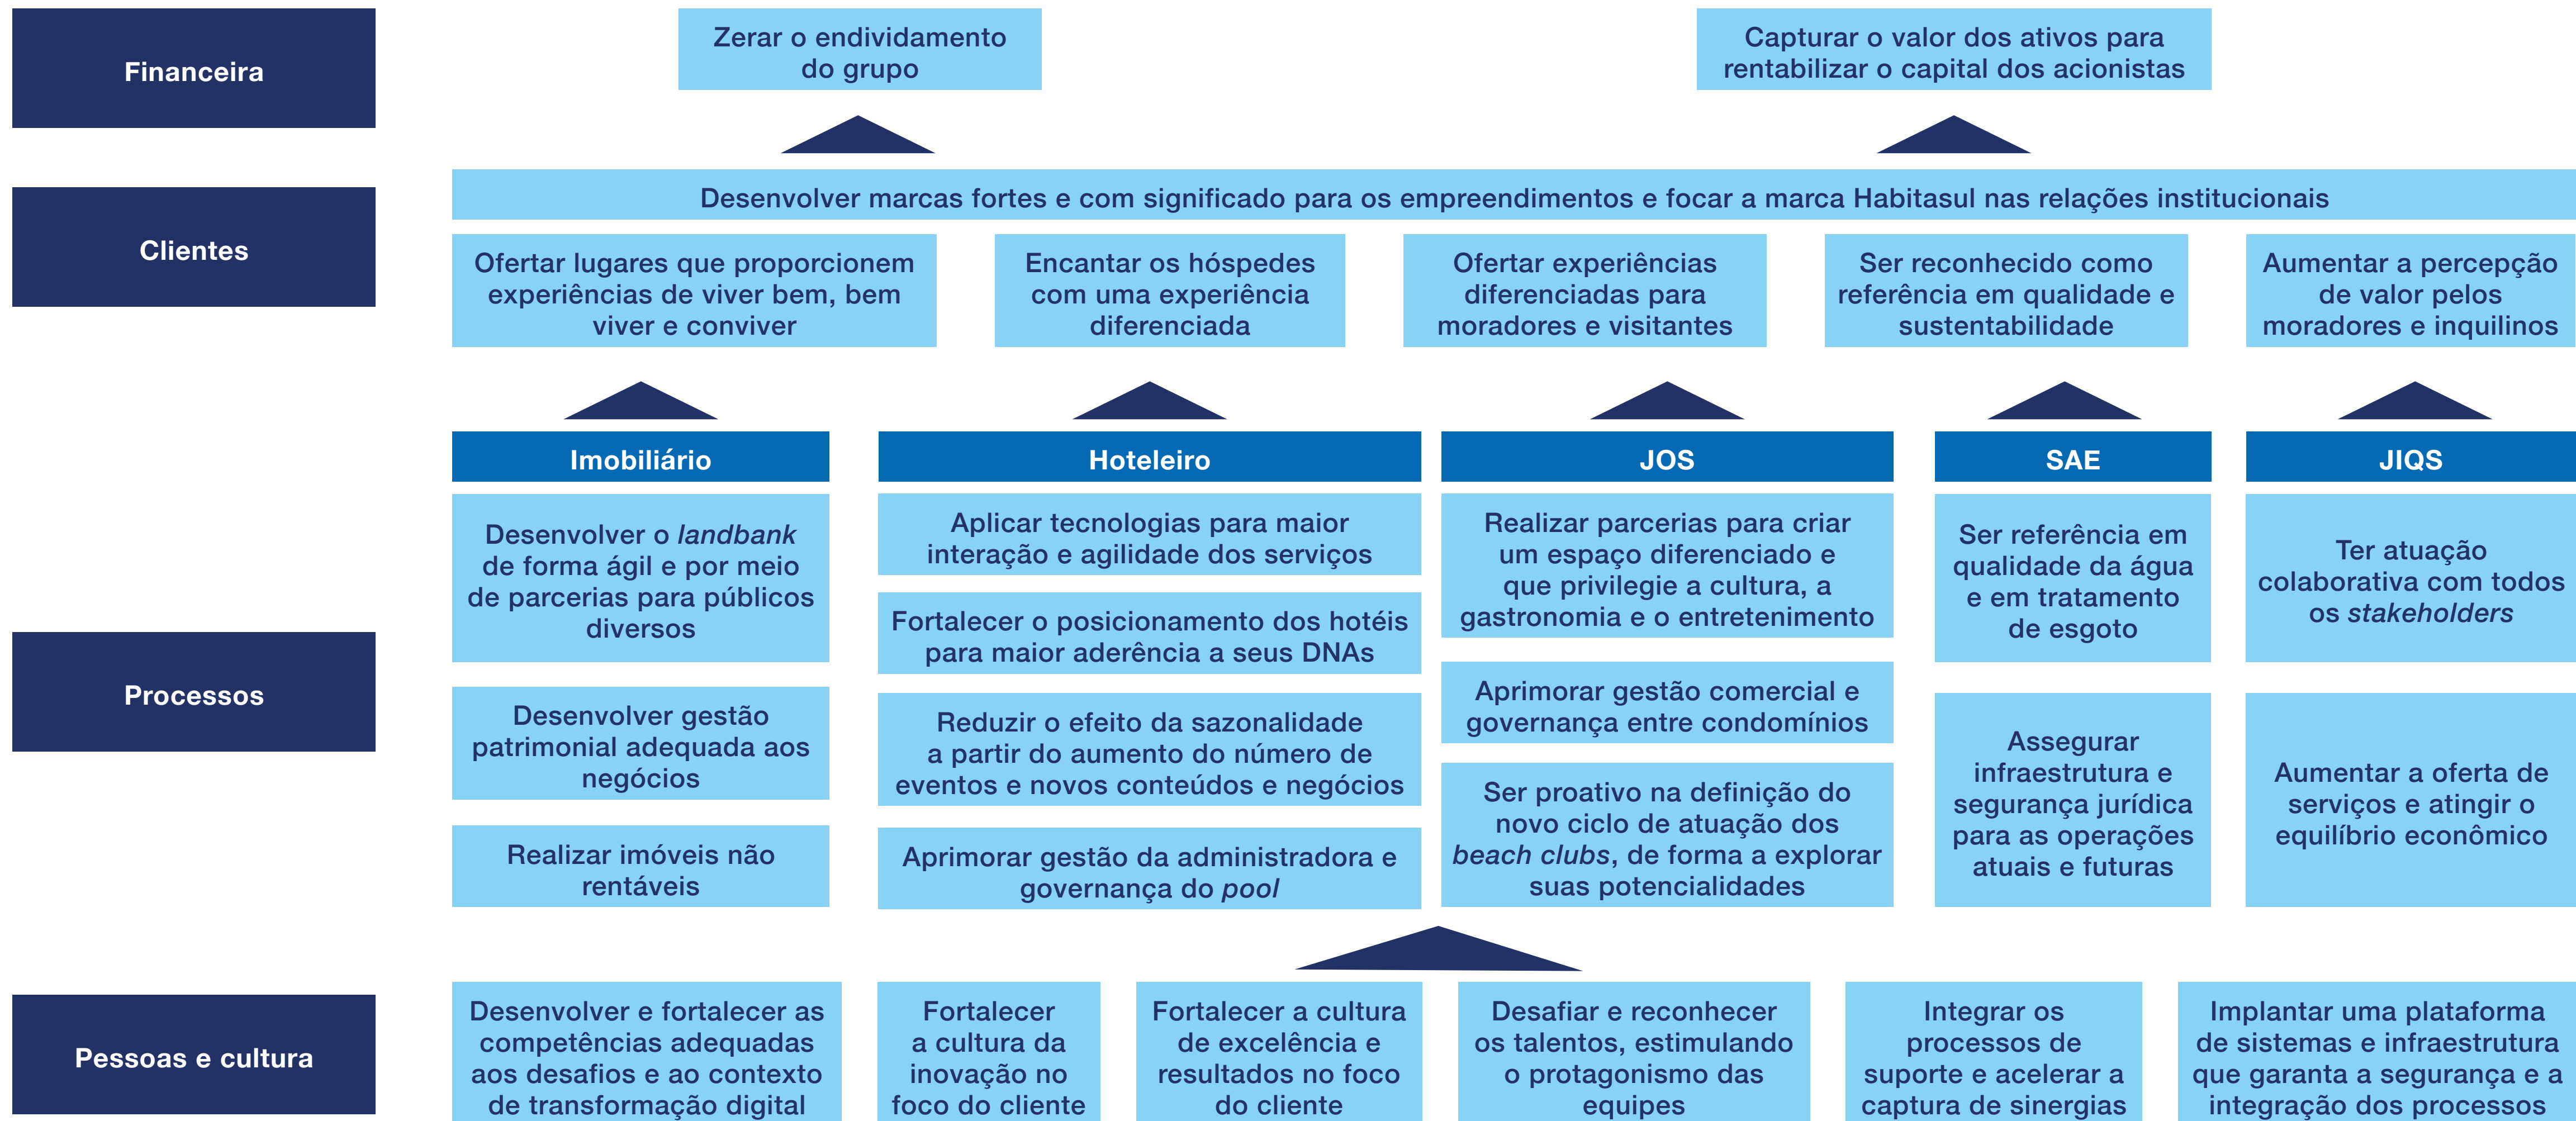 Financeira
Zerar o endividamento
do grupo
Capturar o valor dos ativos para
rentabilizar o capital dos acionistas
Clientes
Desenvolver marcas fortes e com significado para os empreendimentos e focar a marca Habitasul nas relações institucionais
Ofertar lugares que proporcionem
experiências de viver bem, bem
viver e conviver
Encantar os hóspedes
com uma experiência
diferenciada
Ofertar experiências
diferenciadas para
moradores e visitantes
Ser reconhecido como
referência em qualidade e
sustentabilidade
Aumentar a percepção
de valor pelos
moradores e inquilinos
Processos
Imobiliário
Desenvolver o landbank
de forma ágil e por meio
de parcerias para públicos
diversos
Desenvolver gestão
patrimonial adequada aos
negócios
Realizar imóveis não
rentáveis
Hoteleiro
Aplicar tecnologias para maior
interação e agilidade dos serviços
Fortalecer o posicionamento dos hotéis
para maior aderência a seus DNAs
Reduzir o efeito da sazonalidade
a partir do aumento do número de
eventos e novos conteúdos e negócios
Aprimorar gestão da administradora e
governança do pool
JOS
Realizar parcerias para criar
um espaço diferenciado e
que privilegie a cultura, a
gastronomia e o entretenimento
Aprimorar gestão comercial e
governança entre condomínios
Ser proativo na definição do
novo ciclo de atuação dos
beach clubs, de forma a explorar
suas potencialidades
SAE
Ser referência em
qualidade da água
e em tratamento
de esgoto
Assegurar
infraestrutura e
segurança jurídica
para as operações
atuais e futuras
JIQS
Ter atuação
colaborativa com todos
os stakeholders
Aumentar a oferta de
serviços e atingir o
equilíbrio econômico
Pessoas e cultura
Desenvolver e fortalecer as
competências adequadas
aos desafios e ao contexto
de transformação digital
Fortalecer
a cultura da
inovação no
foco do cliente
Fortalecer a cultura
de excelência e
resultados no foco
do cliente
Desafiar e reconhecer
os talentos, estimulando
o protagonismo das
equipes
Integrar os
processos de
suporte e acelerar a
captura de sinergias
Implantar uma plataforma
de sistemas e infraestrutura
que garanta a segurança e a
integração dos processos